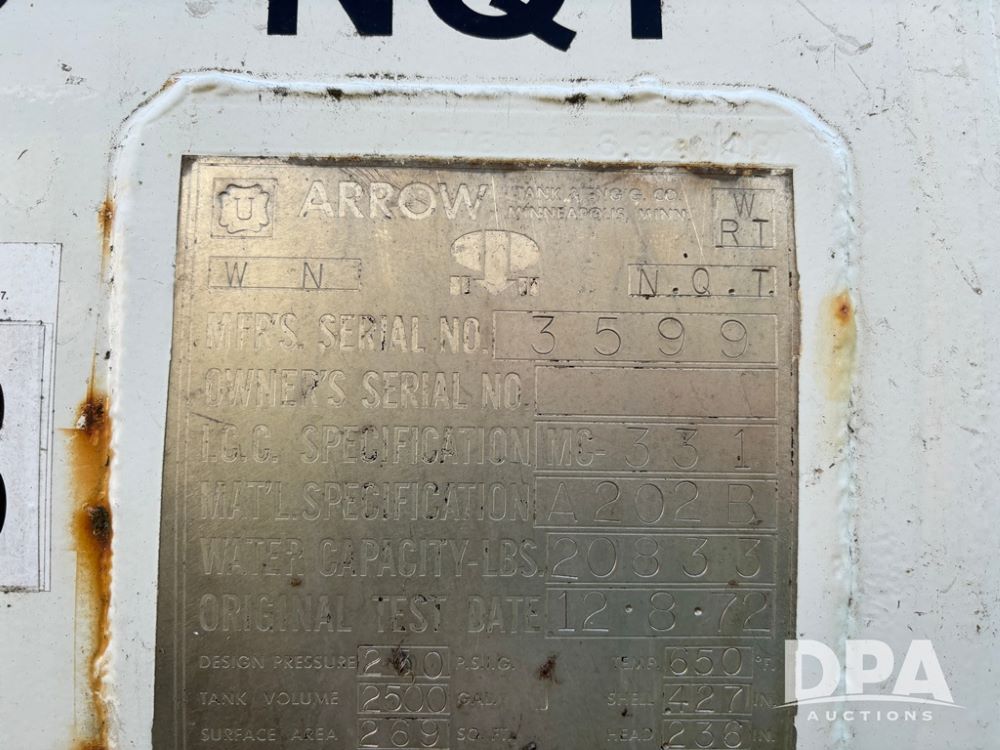 NQT
U ARROW TANK & ENG'G. CO. W
MINNEAPOLIS, MINN. RT
W N N.Q.T.
MFR'S. SERIAL NO. 3599
OWNER'S SERIAL NO.
I.C.C. SPECIFICATION MC-331
MAT'L. SPECIFICATION A202B
WATER CAPACITY-LBS. 20833
ORIGINAL TEST DATE 12·8·72
DESIGN PRESSURE P.S.I.G. TEMP. 650 °F.
TANK VOLUME 2500 GAL. SHELL .427 IN.
SURFACE AREA 269 SQ. FT. HEAD .236 IN.
7.
DPA
AUCTIONS